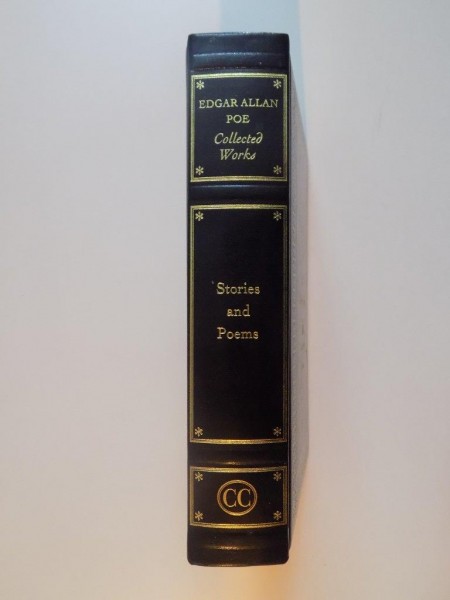 EDGAR ALLAN
POE
Collected
Works
Stories
and
Poems
CC